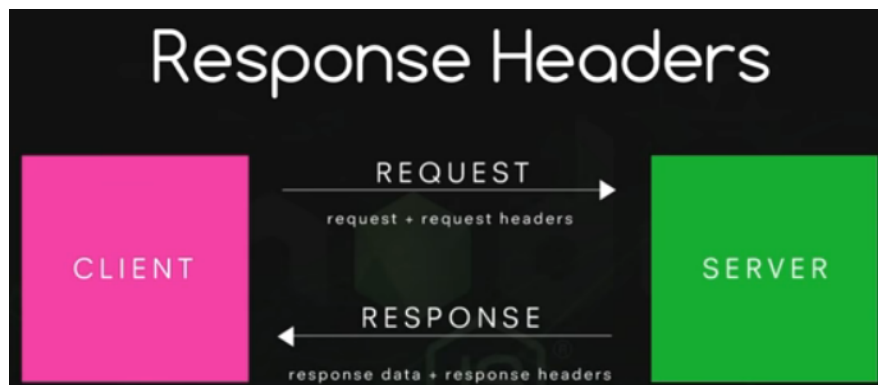 Response Headers
REQUEST
request + request headers
CLIENT
SERVER
RESPONSE
response data + response headers